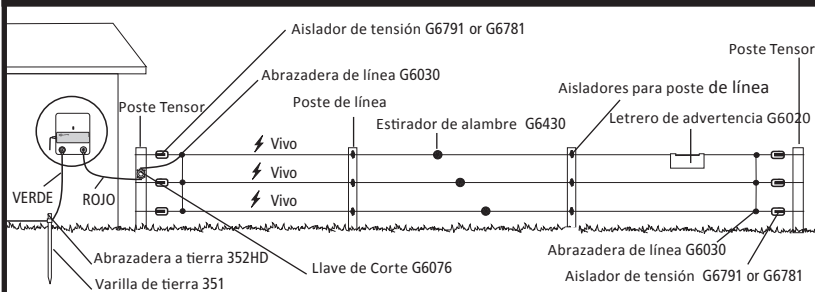 Aislador de tensión G6791 or G6781
Poste Tensor
Abrazadera de línea G6030
Aisladores para poste de línea
Poste Tensor
Poste de línea
Letrero de advertencia G6020
Estirador de alambre G6430
Vivo
Vivo
VERDE
ROJO
Vivo
Abrazadera de línea G6030
Abrazadera a tierra 352HD
Llave de Corte G6076
Aislador de tensión G6791 or G6781
Varilla de tierra 351